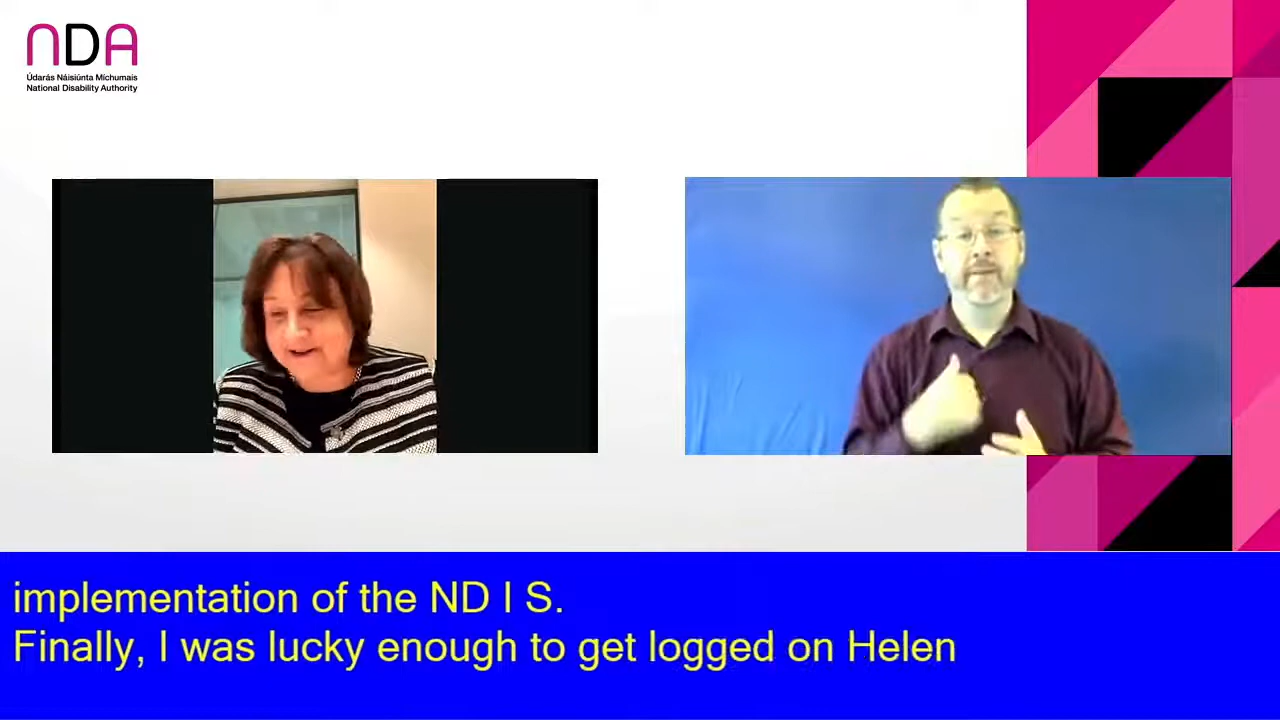 NDA
Údarás Náisiúnta Míchumais
National Disability Authority
implementation of the ND I S.
Finally, I was lucky enough to get logged on Helen